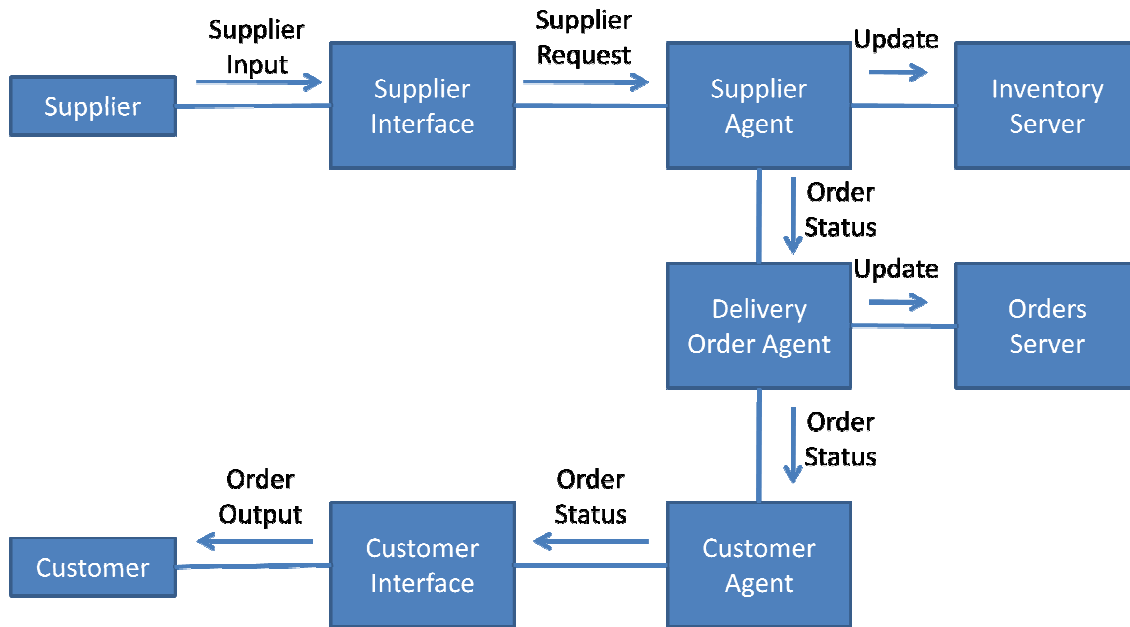 Supplier
Input
Supplier
Request
Update
Supplier
Supplier
Interface
Supplier
Agent
Inventory
Server
Order
Status
Update
Delivery
Order Agent
Orders
Server
Order
Status
Order
Output
Order
Status
Customer
Customer
Interface
Customer
Agent